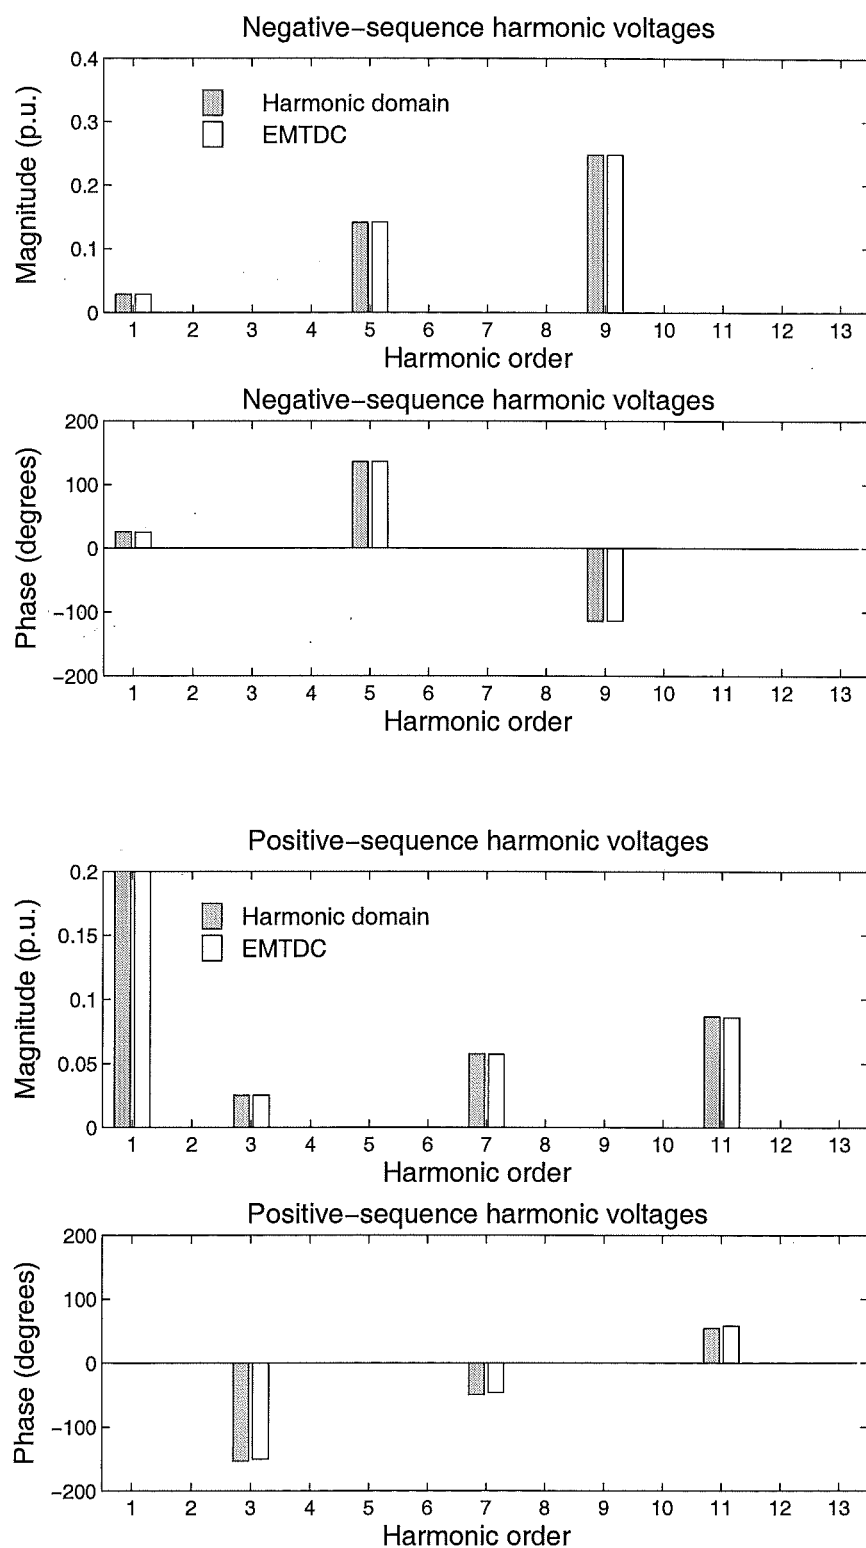 Negative−sequence harmonic voltages
0.4
0.3
0.2
0.1
0
Magnitude (p.u.)
Harmonic domain
EMTDC
1 2 3 4 5 6 7 8 9 10 11 12 13
Harmonic order
Negative−sequence harmonic voltages
200
100
0
−100
−200
Phase (degrees)
1 2 3 4 5 6 7 8 9 10 11 12 13
Harmonic order
Positive−sequence harmonic voltages
0.2
0.15
0.1
0.05
0
Magnitude (p.u.)
Harmonic domain
EMTDC
1 2 3 4 5 6 7 8 9 10 11 12 13
Harmonic order
Positive−sequence harmonic voltages
200
100
0
−100
−200
Phase (degrees)
1 2 3 4 5 6 7 8 9 10 11 12 13
Harmonic order